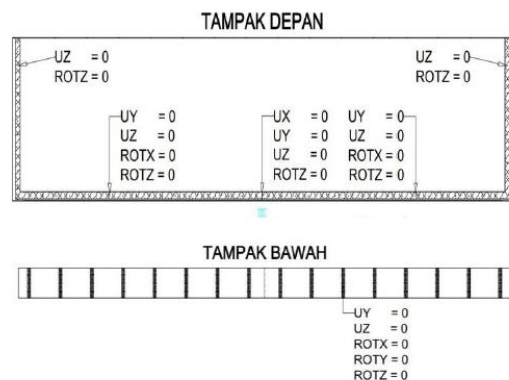 TAMPAK DEPAN
UZ = 0
ROTZ = 0
UZ = 0
ROTZ = 0
UY = 0
UZ = 0
ROTX = 0
ROTZ = 0
UX = 0
UY = 0
UZ = 0
ROTZ = 0
UY = 0
UZ = 0
ROTX = 0
ROTZ = 0
TAMPAK BAWAH
UY = 0
UZ = 0
ROTX = 0
ROTY = 0
ROTZ = 0